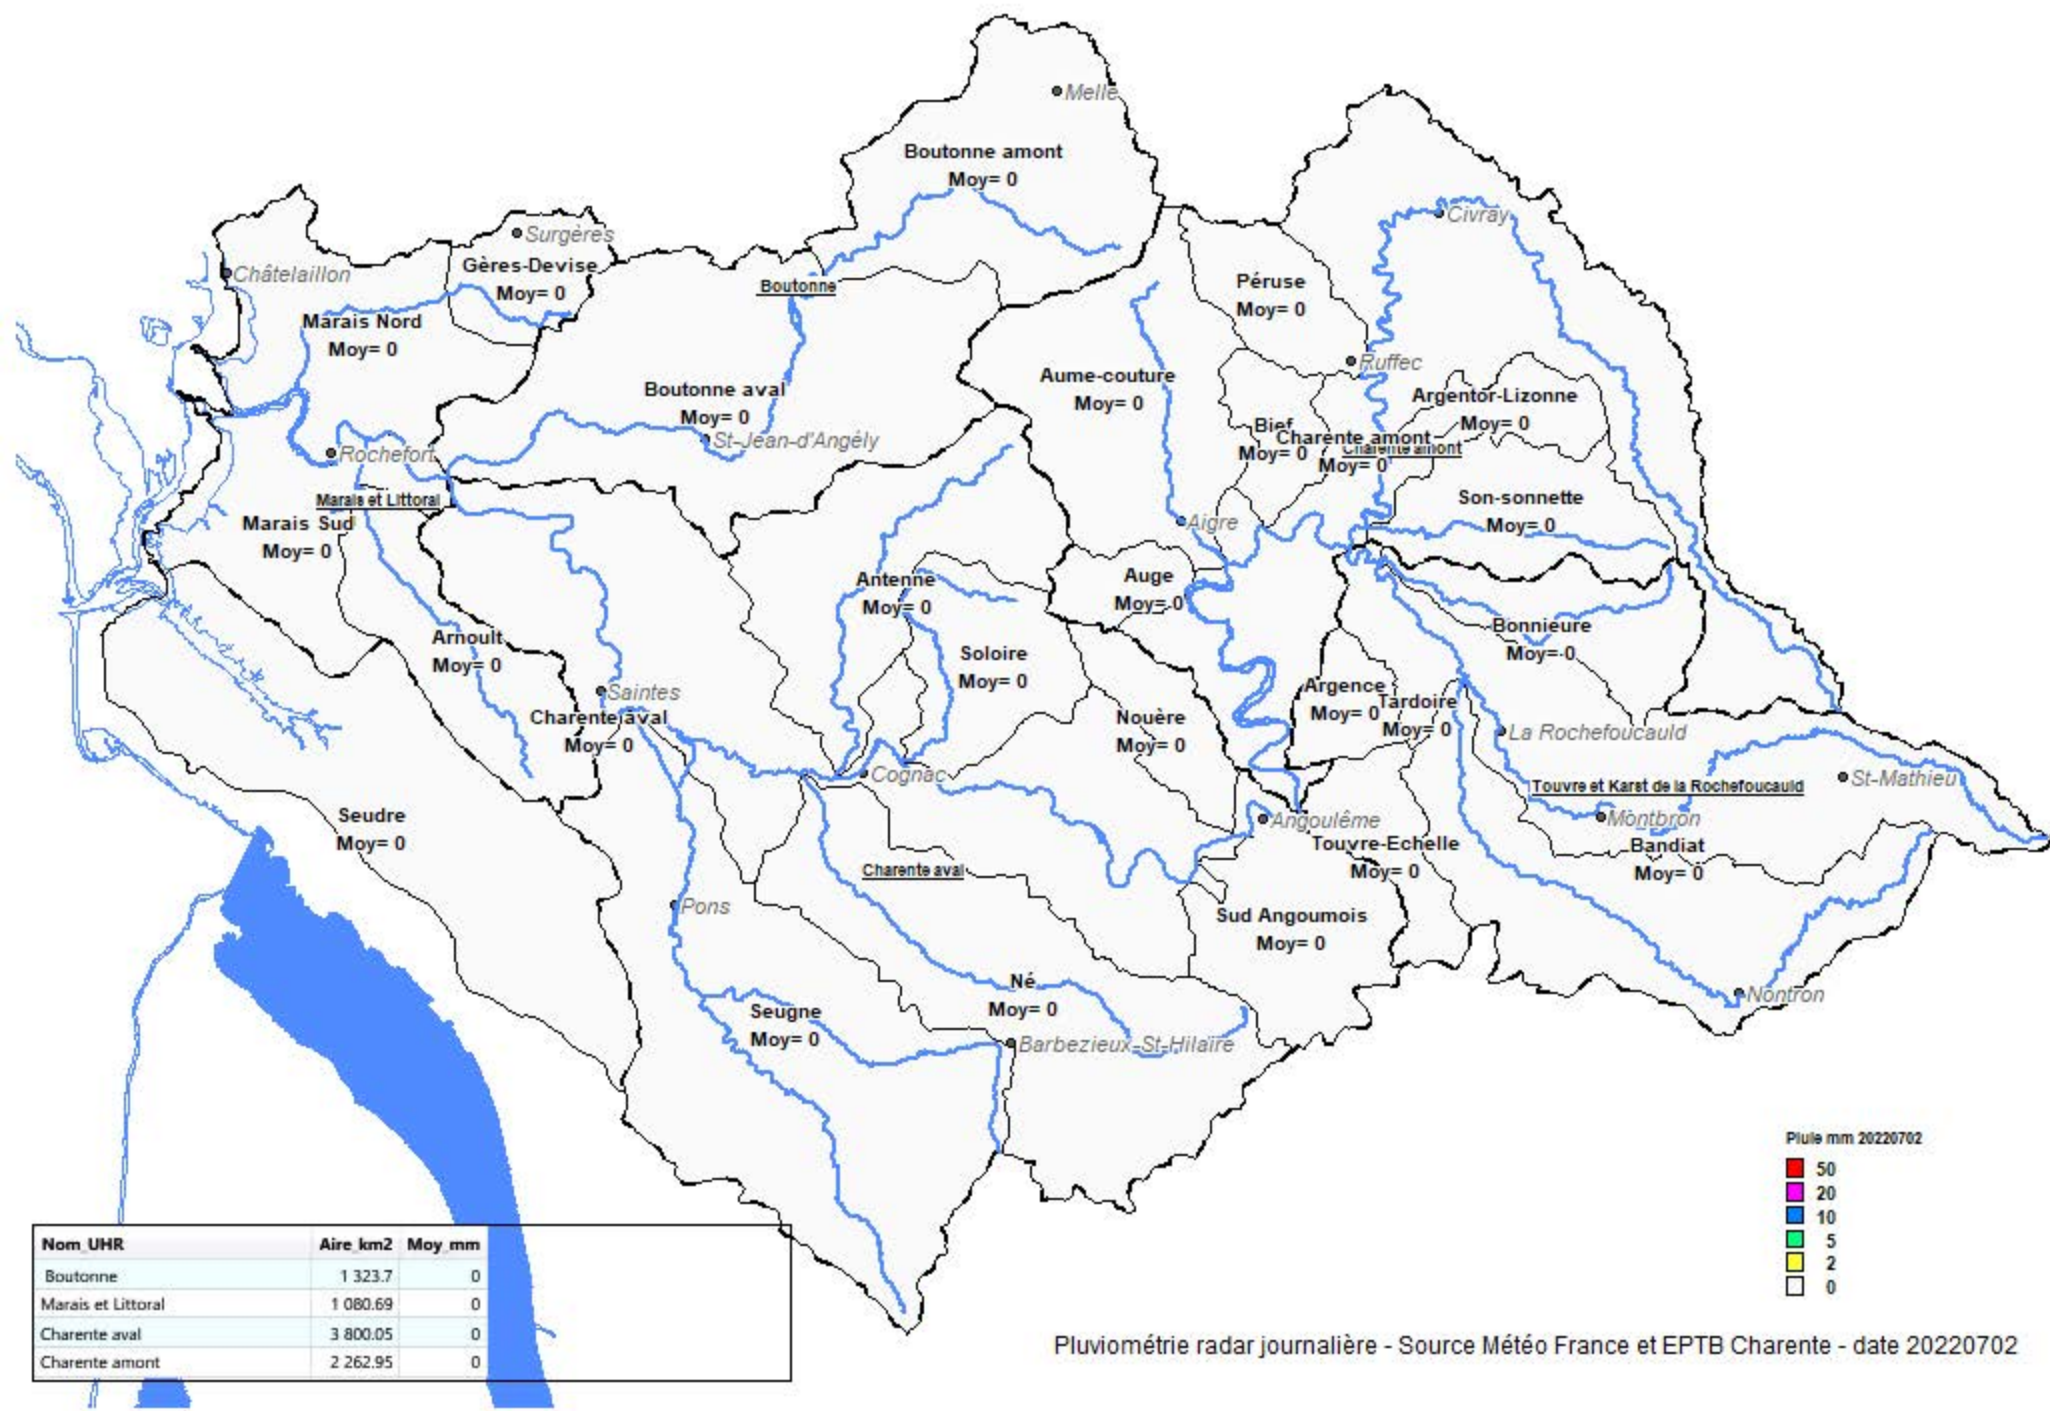 Melle
Boutonne amont
Moy= 0
Civray
Surgères
Châtelaillon
Gères-Devise
Moy= 0
Boutonne
Péruse
Moy= 0
Marais Nord
Moy= 0
Ruffec
Aume-couture
Moy= 0
Boutonne aval
Moy= 0
Argentor-Lizonne
Moy= 0
Bief
Moy= 0
Charente amont
Moy= 0
Charente amont
St-Jean-d'Angély
Rochefort
Marais et Littoral
Son-sonnette
Moy= 0
Marais Sud
Moy= 0
Aigre
Antenne
Moy= 0
Auge
Moy= 0
Bonnieure
Moy= 0
Arnoult
Moy= 0
Soloire
Moy= 0
Saintes
Argence
Moy= 0
Tardoire
Moy= 0
Charente aval
Moy= 0
Nouère
Moy= 0
La Rochefoucauld
Cognac
Touvre et Karst de la Rochefoucauld
St-Mathieu
Seudre
Moy= 0
Angoulême
Montbron
Touvre-Echelle
Moy= 0
Bandiat
Moy= 0
Charente aval
Pons
Sud Angoumois
Moy= 0
Né
Moy= 0
Nontron
Seugne
Moy= 0
Barbezieux-St-Hilaire
Pluie mm 20220702
50
20
10
5
2
0
Nom_UHR Aire_km2 Moy_mm
Boutonne 1 323.7 0
Marais et Littoral 1 080.69 0
Charente aval 3 800.05 0
Charente amont 2 262.95 0
Pluviométrie radar journalière - Source Météo France et EPTB Charente - date 20220702